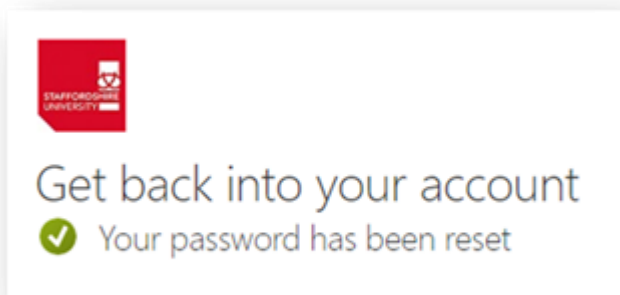 STAFFORDSHIRE
UNIVERSITY
Get back into your account
Your password has been reset